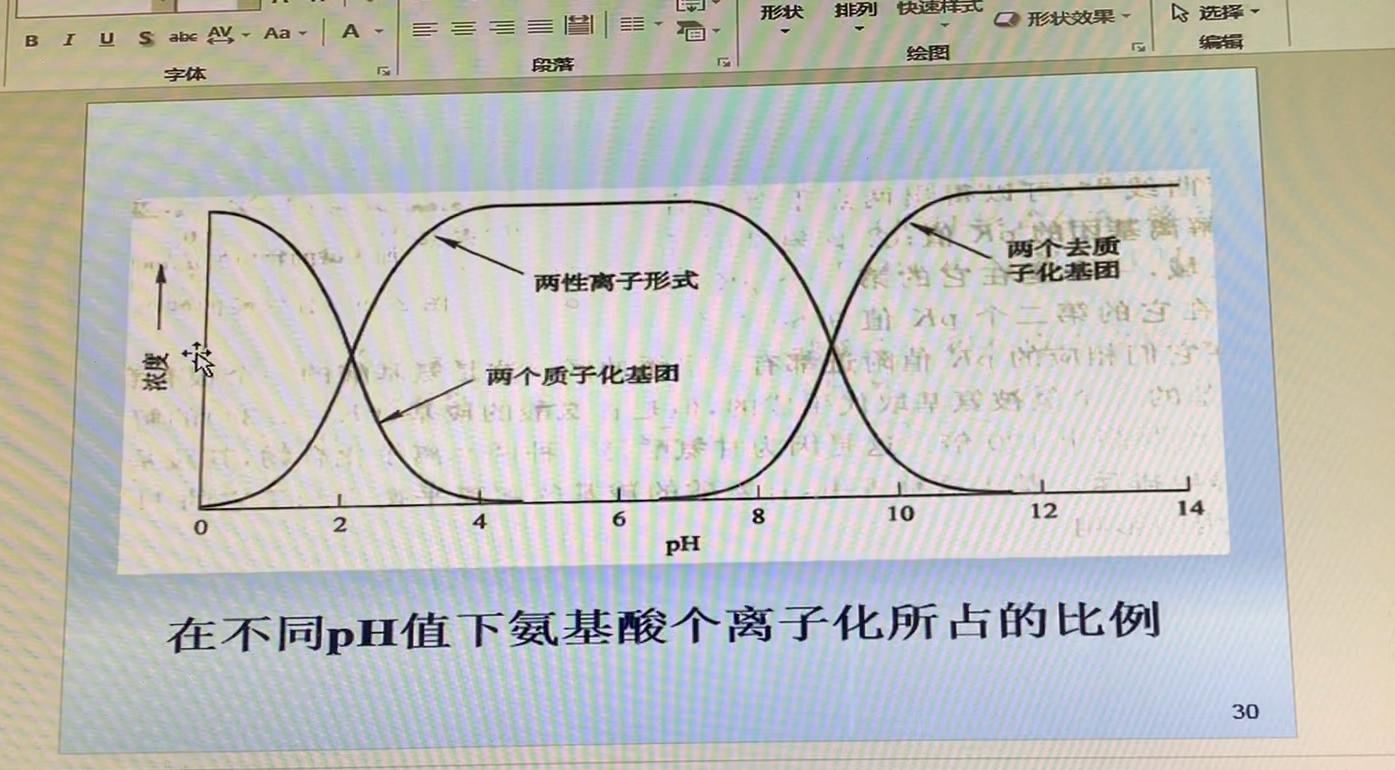 形状 排列 快速样式 形状效果 选择
B I U S abc AV Aa A
字体 段落 绘图 编辑
两个去质
子化基团
两性离子形式
两个质子化基团
浓度
0 2 4 6 8 10 12 14
pH
在不同pH值下氨基酸个离子化所占的比例
30